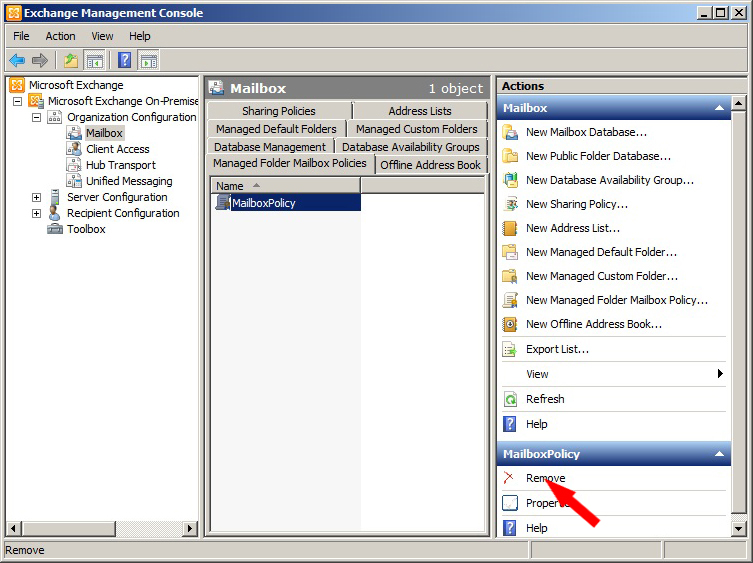 Exchange Management Console
File Action View Help
Microsoft Exchange
Microsoft Exchange On-Premise
Organization Configuration
Mailbox
Client Access
Hub Transport
Unified Messaging
Server Configuration
Recipient Configuration
Toolbox
Mailbox 1 object
Sharing Policies Address Lists
Managed Default Folders Managed Custom Folders
Database Management Database Availability Groups
Managed Folder Mailbox Policies Offline Address Book
Name
MailboxPolicy
Actions
Mailbox
New Mailbox Database...
New Public Folder Database...
New Database Availability Group...
New Sharing Policy...
New Address List...
New Managed Default Folder...
New Managed Custom Folder...
New Managed Folder Mailbox Policy...
New Offline Address Book...
Export List...
View
Refresh
Help
MailboxPolicy
Remove
Help
Remove